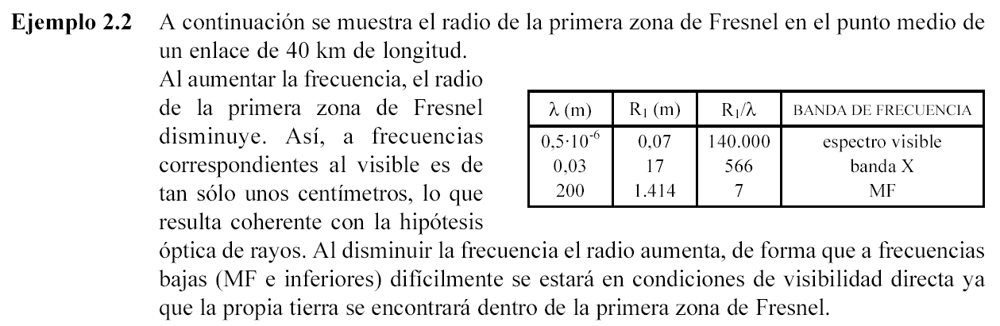 Ejemplo 2.2 A continuación se muestra el radio de la primera zona de Fresnel en el punto medio de
un enlace de 40 km de longitud.
Al aumentar la frecuencia, el radio
de la primera zona de Fresnel
disminuye. Así, a frecuencias
correspondientes al visible es de
tan sólo unos centímetros, lo que
resulta coherente con la hipótesis
λ (m) R₁ (m) R₁/λ BANDA DE FRECUENCIA
0,5·10⁻⁶ 0,07 140.000 espectro visible
0,03 17 566 banda X
200 1.414 7 MF
óptica de rayos. Al disminuir la frecuencia el radio aumenta, de forma que a frecuencias
bajas (MF e inferiores) difícilmente se estará en condiciones de visibilidad directa ya
que la propia tierra se encontrará dentro de la primera zona de Fresnel.